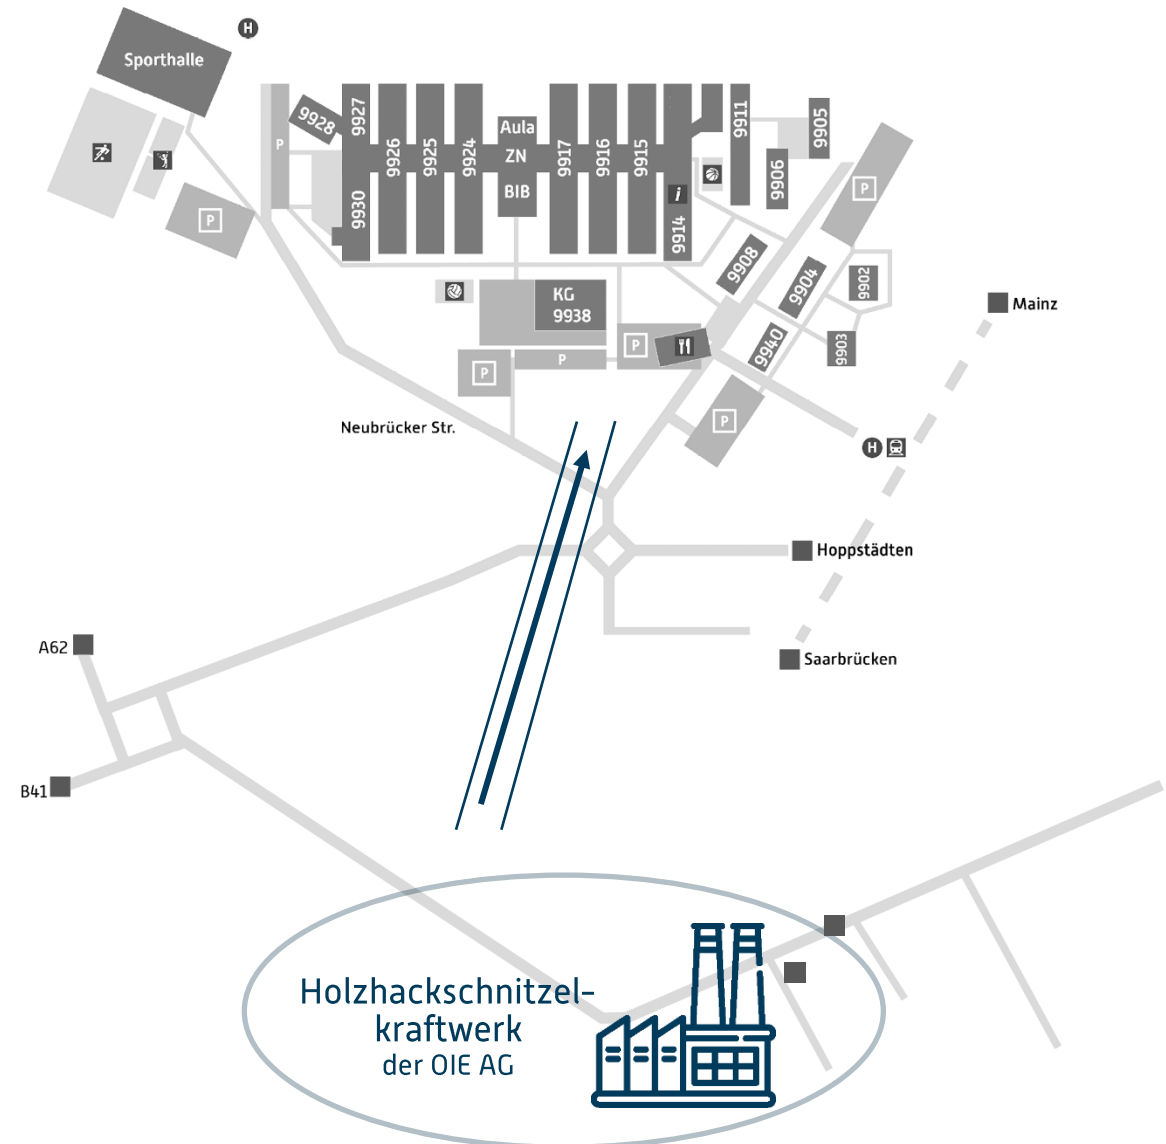 H
Sporthalle
P
P
9928
9927
9930
9926
9925
9924
Aula
ZN
BIB
9917
9916
9915
i
9914
9911
9905
9906
P
9908
9904
9902
9903
9940
KG
9938
P
P
P
P
Mainz
Neubrücker Str.
H
Hoppstädten
A62
Saarbrücken
B41
Holzhackschnitzel-
kraftwerk
der OIE AG